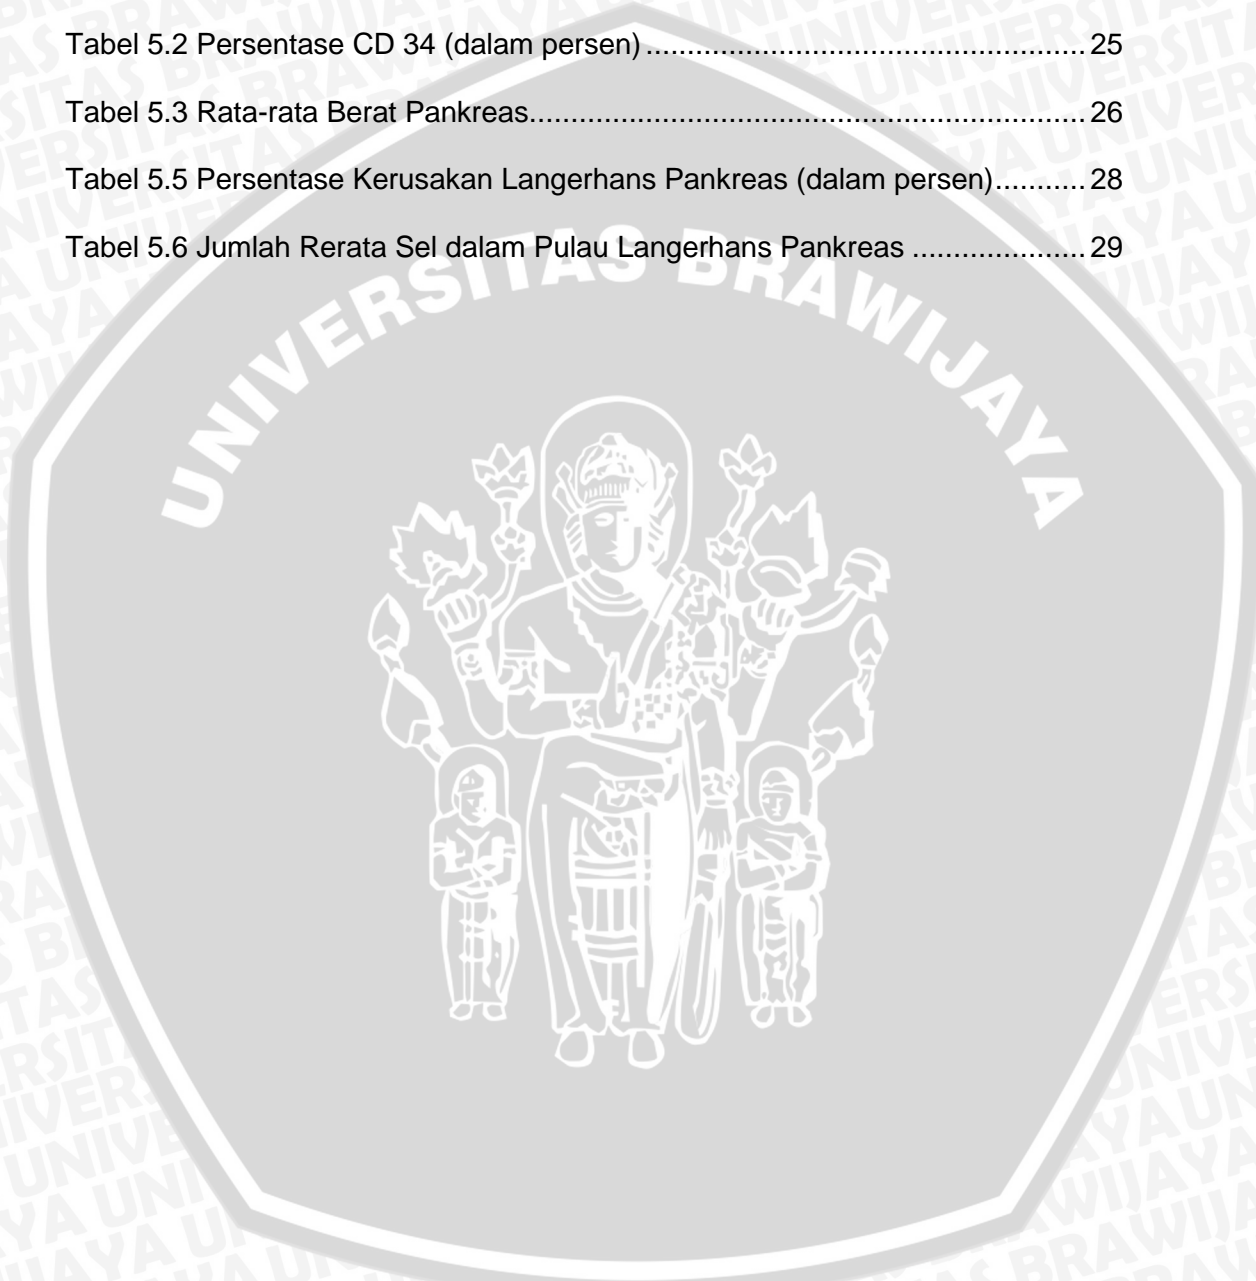 Tabel 5.2 Persentase CD 34 (dalam persen) ..................................................... 25
Tabel 5.3 Rata-rata Berat Pankreas................................................................... 26
Tabel 5.5 Persentase Kerusakan Langerhans Pankreas (dalam persen)........... 28
Tabel 5.6 Jumlah Rerata Sel dalam Pulau Langerhans Pankreas ..................... 29
UNIVERSITAS BRAWIJAYA